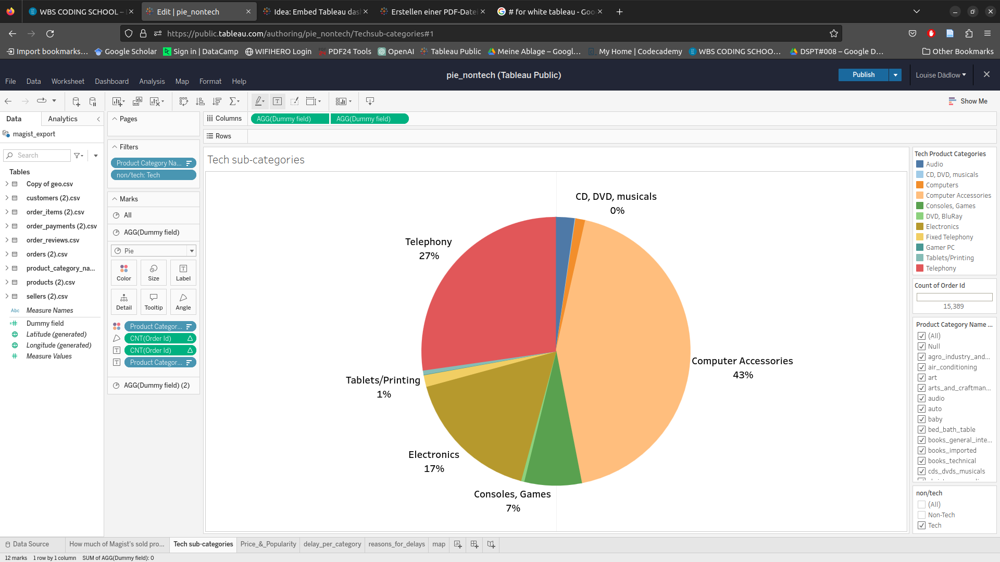 WBS CODING SCHOOL –
Edit | pie_nontech
Idea: Embed Tableau das
Erstellen einer PDF-Datei
# for white tableau - Goo
https://public.tableau.com/authoring/pie_nontech/Techsub-categories#1
Import bookmarks…
Google Scholar
Sign in | DataCamp
WIFIHERO Login
PDF24 Tools
OpenAI
Tableau Public
Meine Ablage – Googl…
My Home | Codecademy
WBS CODING SCHOO…
DSPT#008 – Google D…
Other Bookmarks
pie_nontech (Tableau Public)
Publish
Louise Dädlow
File Data Worksheet Dashboard Analysis Map Format Help
Show Me
Data
Analytics
magist_export
Search
Tables
Copy of geo.csv
customers (2).csv
order_items (2).csv
order_payments (2).csv
order_reviews.csv
orders (2).csv
product_category_na...
products (2).csv
sellers (2).csv
Abc Measure Names
Dummy field
Latitude (generated)
Longitude (generated)
Measure Values
Pages
Filters
Product Category Na...
non/tech: Tech
Marks
All
AGG(Dummy field)
Pie
Color
Size
Label
Detail
Tooltip
Angle
Product Categor...
CNT(Order Id)
CNT(Order Id)
Product Categor...
AGG(Dummy field) (2)
Columns
AGG(Dummy field)
AGG(Dummy field)
Rows
Tech sub-categories
CD, DVD, musicals
0%
Telephony
27%
Computer Accessories
43%
Tablets/Printing
1%
Electronics
17%
Consoles, Games
7%
Tech Product Categories
Audio
CD, DVD, musicals
Computers
Computer Accessories
Consoles, Games
DVD, BluRay
Electronics
Fixed Telephony
Gamer PC
Tablets/Printing
Telephony
Count of Order Id
15,389
Product Category Name ...
(All)
Null
agro_industry_and...
air_conditioning
art
arts_and_craftman...
audio
auto
baby
bed_bath_table
books_general_inte...
books_imported
books_technical
cds_dvds_musicals
non/tech
(All)
Non-Tech
Tech
Data Source
How much of Magist's sold pro...
Tech sub-categories
Price_&_Popularity
delay_per_category
reasons_for_delays
map
12 marks
1 row by 1 column
SUM of AGG(Dummy field): 0